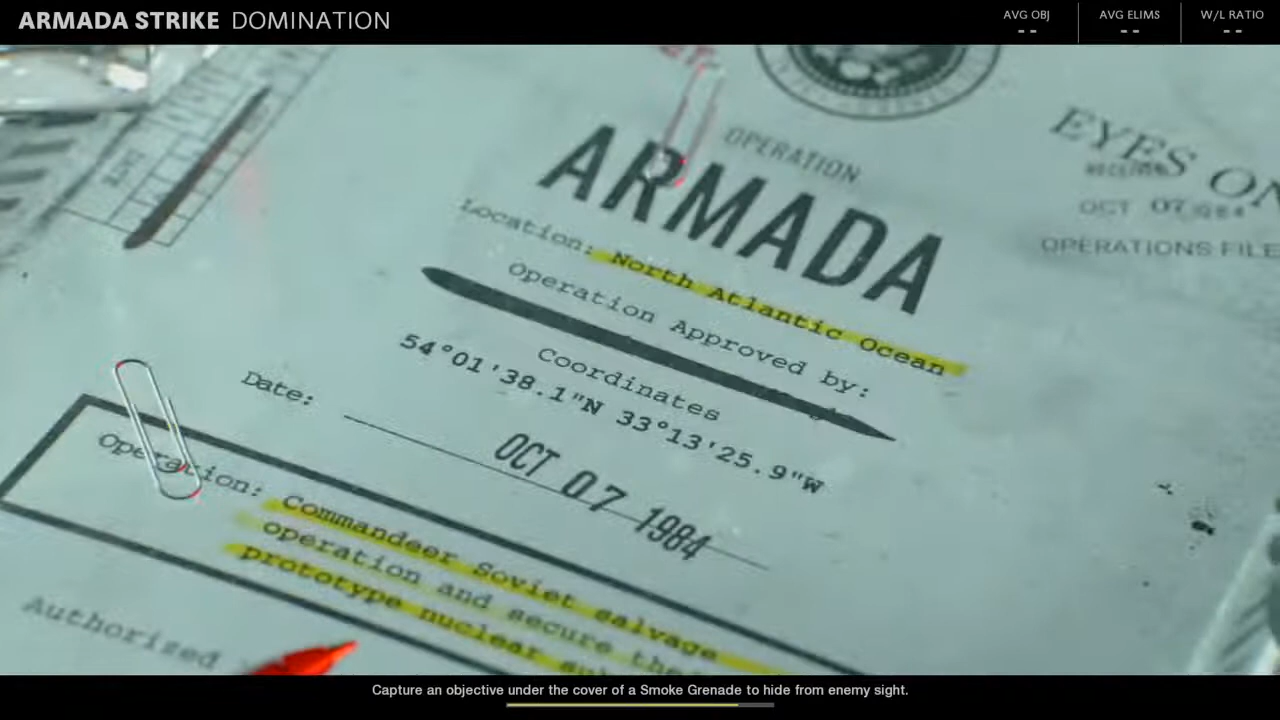 ARMADA STRIKE DOMINATION
AVG OBJ
AVG ELIMS
W/L RATIO
--
--
--
OPERATION
ARMADA
EYES ON
OCT 07
OPERATIONS FILE
Location: North Atlantic Ocean
Operation Approved by:
Coordinates
54°01'38.1"N 33°13'25.9"W
Date:
OCT 07 1984
Operation: Commandeer Soviet salvage
operation and secure the
prototype nuclear
Authorized
Capture an objective under the cover of a Smoke Grenade to hide from enemy sight.